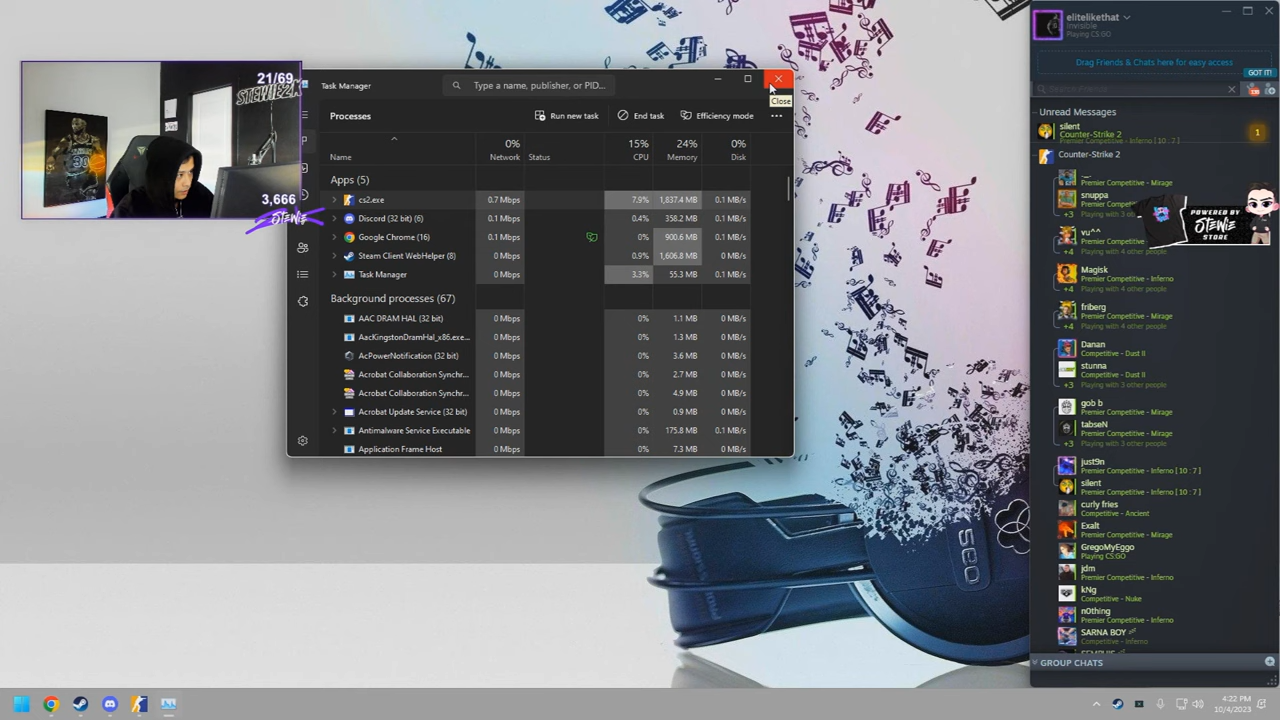 21/69
STEWIE2K
30
3,666
STEWIE
Task Manager
Type a name, publisher, or PID...
Close
Processes
Run new task
End task
Efficiency mode
0%
15%
24%
0%
Name
Network
Status
CPU
Memory
Disk
Apps (5)
cs2.exe
0.7 Mbps
7.9%
1,837.4 MB
0.1 MB/s
Discord (32 bit) (6)
0.1 Mbps
0.4%
358.2 MB
0.1 MB/s
Google Chrome (16)
0.1 Mbps
0%
900.6 MB
0.1 MB/s
Steam Client WebHelper (8)
0 Mbps
0.9%
1,606.8 MB
0.1 MB/s
Task Manager
0 Mbps
3.3%
55.3 MB
0.1 MB/s
Background processes (67)
AAC DRAM HAL (32 bit)
0 Mbps
0%
1.1 MB
0 MB/s
AacKingstonDramHal_x86.exe...
0 Mbps
0%
1.3 MB
0 MB/s
AcPowerNotification (32 bit)
0 Mbps
0%
3.6 MB
0 MB/s
Acrobat Collaboration Synchr...
0 Mbps
0%
2.7 MB
0 MB/s
Acrobat Collaboration Synchr...
0 Mbps
0%
4.9 MB
0 MB/s
Acrobat Update Service (32 bit)
0 Mbps
0%
0.9 MB
0 MB/s
Antimalware Service Executable
0 Mbps
0%
175.8 MB
0.1 MB/s
Application Frame Host
0 Mbps
0%
7.3 MB
0 MB/s
elitelikethat
Invisible
Playing CS:GO
Drag Friends & Chats here for easy access
GOT IT!
Search Friends
Unread Messages
silent
Counter-Strike 2
Premier Competitive - Inferno [ 10 : 7 ]
1
Counter-Strike 2
Premier Competitive - Mirage
snuppa
Premier Competitive
+3
Playing with 3
POWERED BY
STEWIE
STORE
vu^^
Premier Competitive
+4
Playing with 4 other people
Magisk
Premier Competitive - Inferno
+4
Playing with 4 other people
friberg
Premier Competitive - Mirage
+4
Playing with 4 other people
Danan
Competitive - Dust II
stunna
Competitive - Dust II
+3
Playing with 3 other people
gob b
Premier Competitive - Mirage
tabseN
Premier Competitive - Mirage
+3
Playing with 3 other people
just9n
Premier Competitive - Inferno [ 10 : 7 ]
silent
Premier Competitive - Inferno [ 10 : 7 ]
curly fries
Competitive - Ancient
Exalt
Premier Competitive - Mirage
GregoMyEggo
Playing CS:GO
jdm
Premier Competitive - Inferno
kNg
Competitive - Nuke
n0thing
Premier Competitive - Inferno
SARNA BOY
Competitive - Inferno
GROUP CHATS
PRO
SEO
4:22 PM
10/4/2023